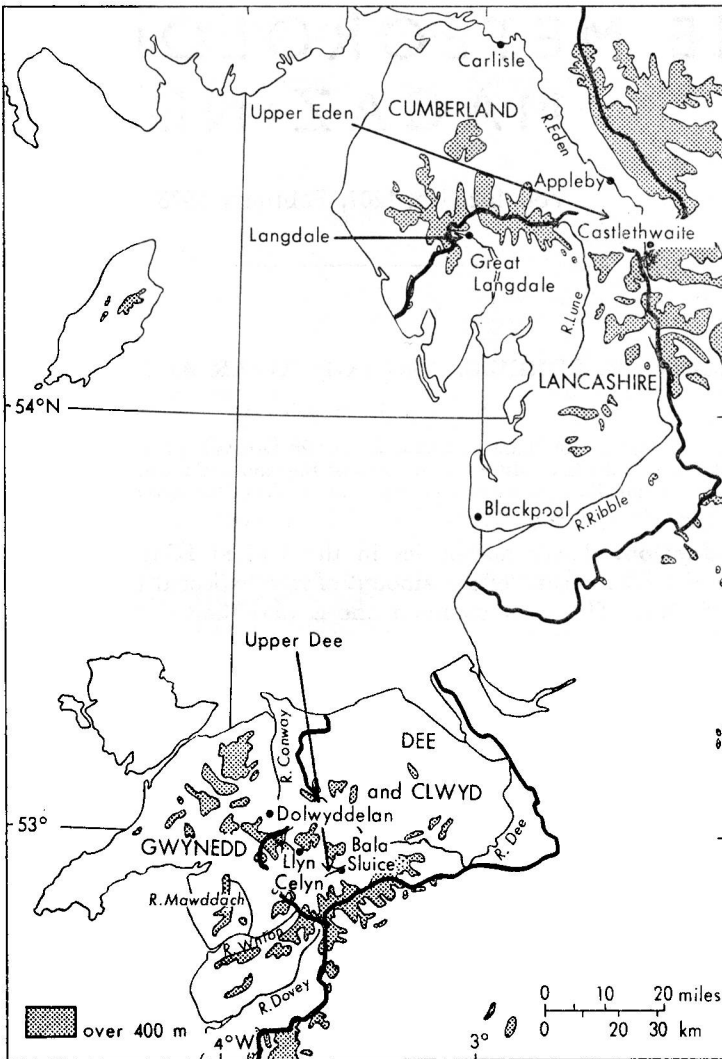 Carlisle
Upper Eden
CUMBERLAND
R.Eden
Appleby
Langdale
Castlethwaite
Great
Langdale
R.Lune
LANCASHIRE
54°N
Blackpool
R.Ribble
Upper Dee
R. Conway
DEE
and CLWYD
Dolwyddelan
53°
GWYNEDD
Bala
Sluice
R. Dee
Llyn
Celyn
R.Mawddach
R. Wnion
R.Dovey
over 400 m
4°W
3°
0 10 20 miles
0 20 30 km